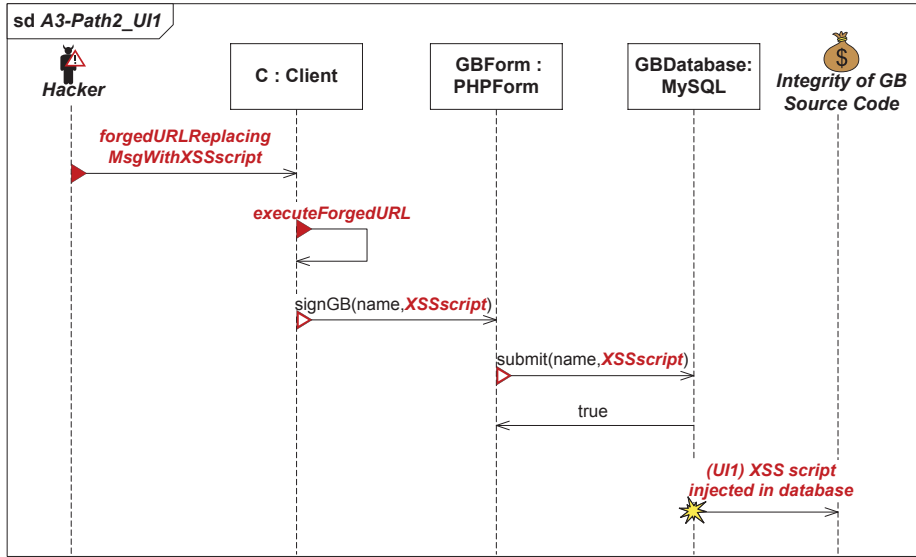 sd A3-Path2_UI1
Hacker
C : Client
GBForm :
PHPForm
GBDatabase:
MySQL
$
Integrity of GB
Source Code
forgedURLReplacing
MsgWithXSSscript
executeForgedURL
signGB(name,XSSscript)
submit(name,XSSscript)
true
(UI1) XSS script
injected in database